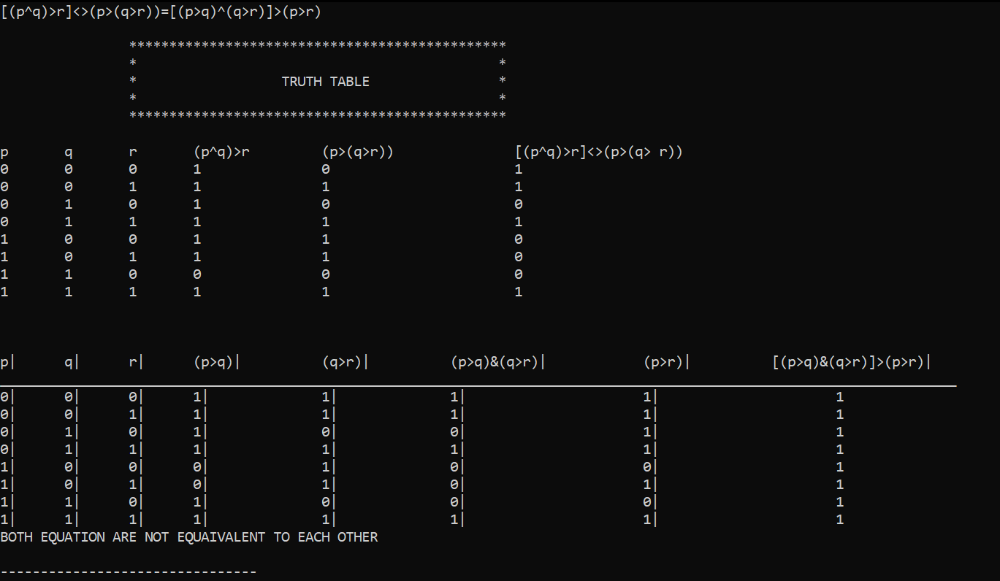 [(p^q)>r]<>(p>(q>r))=[(p>q)^(q>r)]>(p>r)
***********************************************
* *
* TRUTH TABLE *
* *
***********************************************
p q r (p^q)>r (p>(q>r)) [(p^q)>r]<>(p>(q> r))
0 0 0 1 0 1
0 0 1 1 1 1
0 1 0 1 0 0
0 1 1 1 1 1
1 0 0 1 1 0
1 0 1 1 1 0
1 1 0 0 0 0
1 1 1 1 1 1
p| q| r| (p>q)| (q>r)| (p>q)&(q>r)| (p>r)| [(p>q)&(q>r)]>(p>r)|
0| 0| 0| 1| 1| 1| 1| 1
0| 0| 1| 1| 1| 1| 1| 1
0| 1| 0| 1| 0| 0| 1| 1
0| 1| 1| 1| 1| 1| 1| 1
1| 0| 0| 0| 1| 0| 0| 1
1| 0| 1| 0| 1| 0| 1| 1
1| 1| 0| 1| 0| 0| 0| 1
1| 1| 1| 1| 1| 1| 1| 1
BOTH EQUATION ARE NOT EQUAIVALENT TO EACH OTHER
--------------------------------